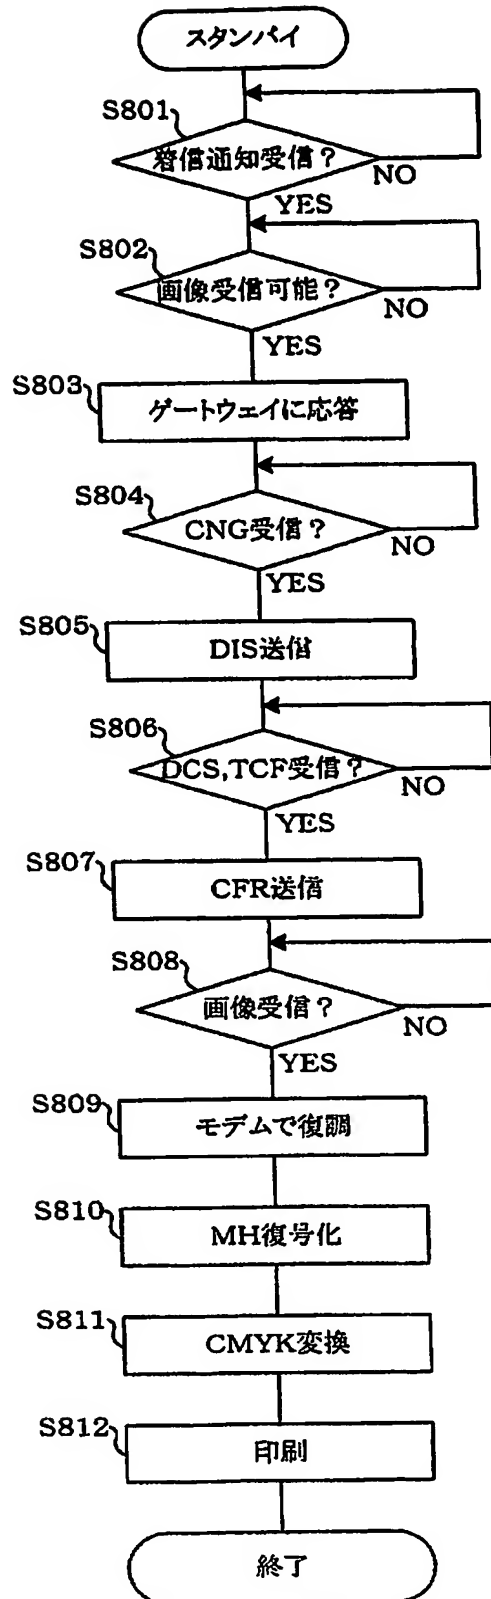 スタンバイ
S801
着信通知受信？
NO
YES
S802
画像受信可能？
NO
YES
S803
ゲートウェイに応答
S804
CNG受信？
NO
YES
S805
DIS送信
S806
DCS,TCF受信？
NO
YES
S807
CFR送信
S808
画像受信？
NO
YES
S809
モデムで復調
S810
MH復号化
S811
CMYK変換
S812
印刷
終了